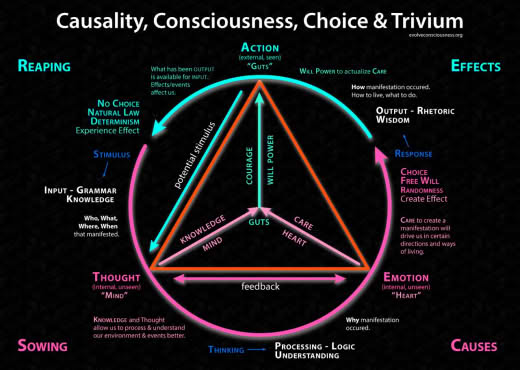 Causality, Consciousness, Choice & Trivium
evolveconsciousness.org
REAPING
ACTION
(external, seen)
"GUTS"
EFFECTS
What has been OUTPUT
is available for INPUT.
Effects/events
affect us.
WILL POWER to actualize CARE
How manifestation occured.
How to live, what to do.
OUTPUT - RHETORIC
WISDOM
NO CHOICE
NATURAL LAW
DETERMINISM
Experience Effect
STIMULUS
RESPONSE
potential stimulus
COURAGE
WILL POWER
INPUT - GRAMMAR
KNOWLEDGE
CHOICE
FREE WILL
RANDOMNESS
Create Effect
Who, What,
Where, When
that manifested.
KNOWLEDGE
MIND
GUTS
CARE
HEART
CARE to create a
manifestation will
drive us in certain
directions and ways
of living.
THOUGHT
(internal, unseen)
"MIND"
feedback
EMOTION
(internal, unseen)
"HEART"
KNOWLEDGE and Thought
allow us to process & understand
our environment & events better.
Why manifestation
occured.
SOWING
THINKING
PROCESSING - LOGIC
UNDERSTANDING
CAUSES